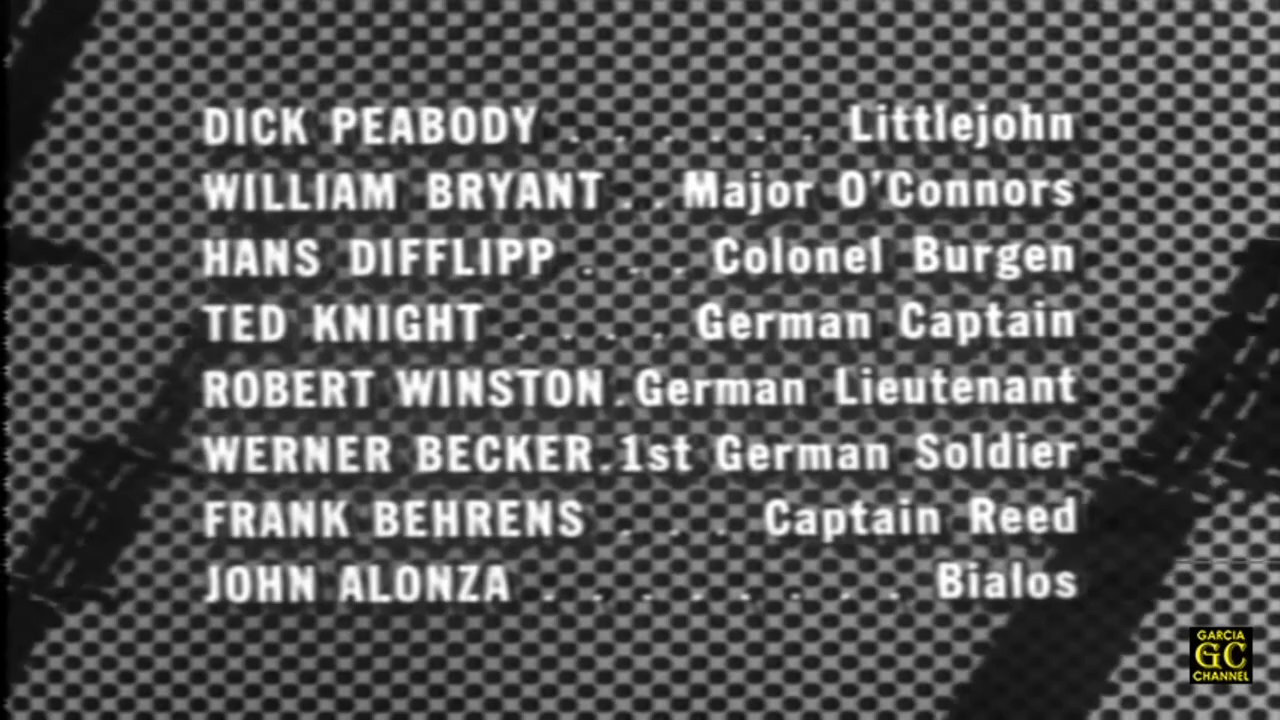 DICK PEABODY . . . . . . Littlejohn
WILLIAM BRYANT . . Major O'Connors
HANS DIFFLIPP . . . Colonel Burgen
TED KNIGHT . . . . German Captain
ROBERT WINSTON . German Lieutenant
WERNER BECKER . 1st German Soldier
FRANK BEHRENS . . . Captain Reed
JOHN ALONZA . . . . . . . . Bialos
GARCIA
GC
CHANNEL